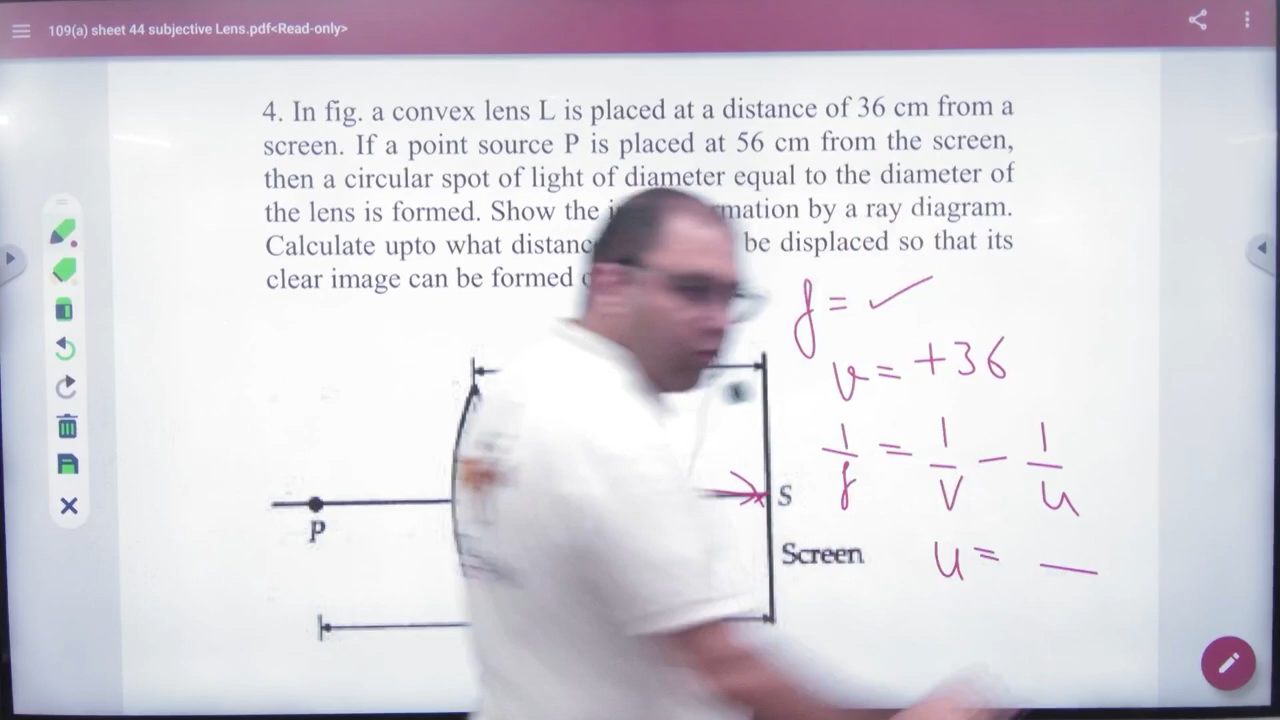 109(a) sheet 44 subjective Lens.pdf<Read-only>
4. In fig. a convex lens L is placed at a distance of 36 cm from a
screen. If a point source P is placed at 56 cm from the screen,
then a circular spot of light of diameter equal to the diameter of
the lens is formed. Show the by a ray diagram.
Calculate upto what be displaced so that its
clear image can be formed
f = ✓
v = +36
1/f = 1/v - 1/u
u = —
P
S
Screen